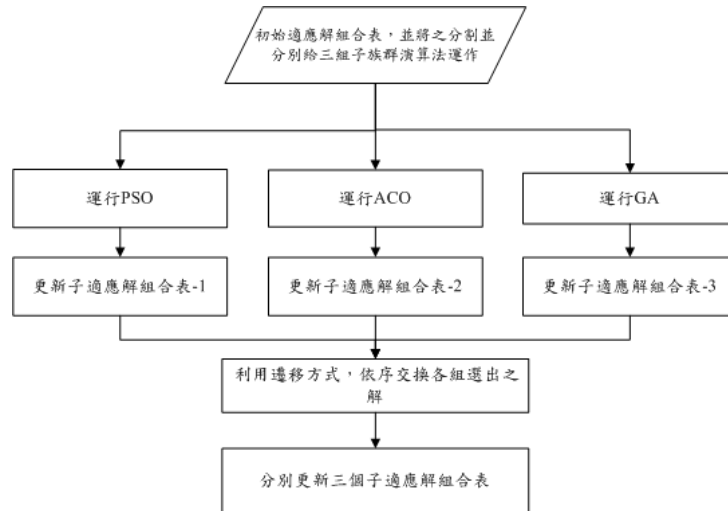 初始適應解組合表，並將之分割並
分別給三組子族群演算法運作
運行PSO
運行ACO
運行GA
更新子適應解組合表-1
更新子適應解組合表-2
更新子適應解組合表-3
利用遷移方式，依序交換各組選出之
解
分別更新三個子適應解組合表